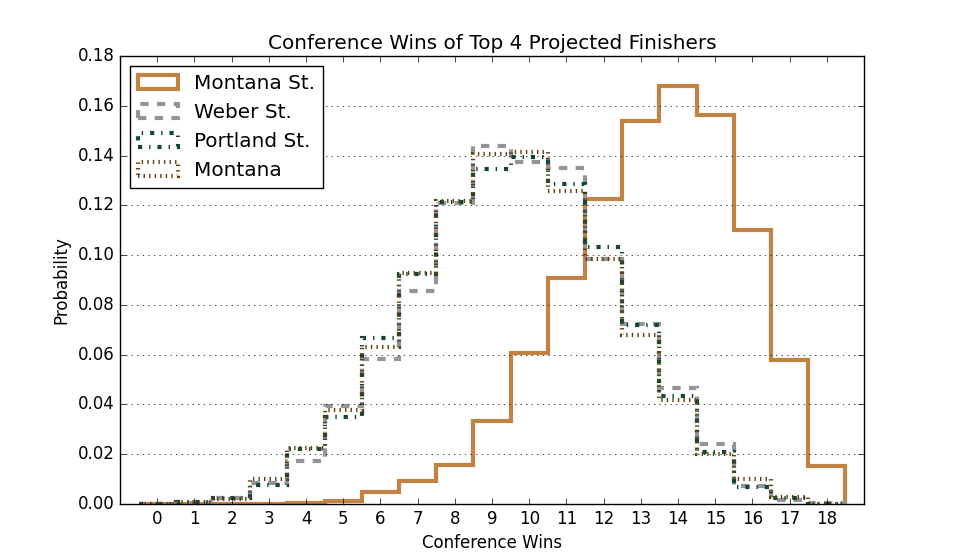 Conference Wins of Top 4 Projected Finishers
0.18
0.16
0.14
0.12
0.10
0.08
0.06
0.04
0.02
0.00
Probability
Montana St.
Weber St.
Portland St.
Montana
0 1 2 3 4 5 6 7 8 9 10 11 12 13 14 15 16 17 18
Conference Wins